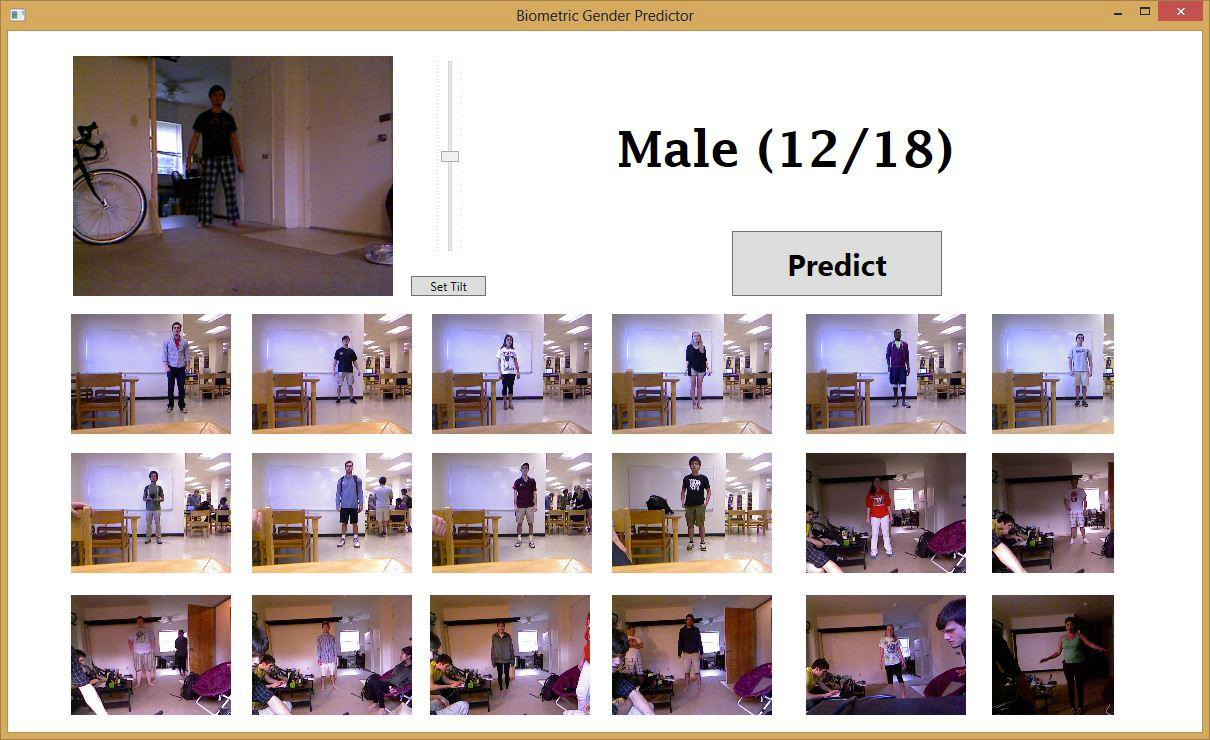 Biometric Gender Predictor
Male (12/18)
Predict
Set Tilt